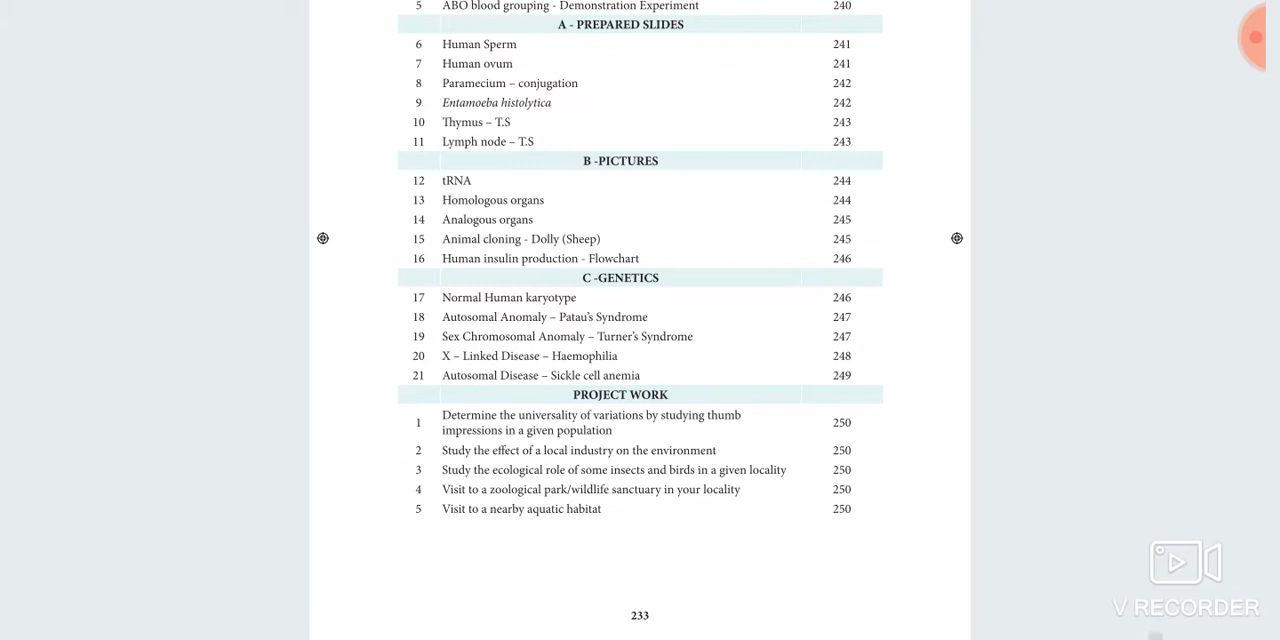 5 ABO blood grouping - Demonstration Experiment 240
A - PREPARED SLIDES
6 Human Sperm 241
7 Human ovum 241
8 Paramecium – conjugation 242
9 Entamoeba histolytica 242
10 Thymus – T.S 243
11 Lymph node – T.S 243
B -PICTURES
12 tRNA 244
13 Homologous organs 244
14 Analogous organs 245
15 Animal cloning - Dolly (Sheep) 245
16 Human insulin production - Flowchart 246
C -GENETICS
17 Normal Human karyotype 246
18 Autosomal Anomaly – Patau's Syndrome 247
19 Sex Chromosomal Anomaly – Turner's Syndrome 247
20 X – Linked Disease – Haemophilia 248
21 Autosomal Disease – Sickle cell anemia 249
PROJECT WORK
1 Determine the universality of variations by studying thumb
impressions in a given population 250
2 Study the effect of a local industry on the environment 250
3 Study the ecological role of some insects and birds in a given locality 250
4 Visit to a zoological park/wildlife sanctuary in your locality 250
5 Visit to a nearby aquatic habitat 250
233
V RECORDER